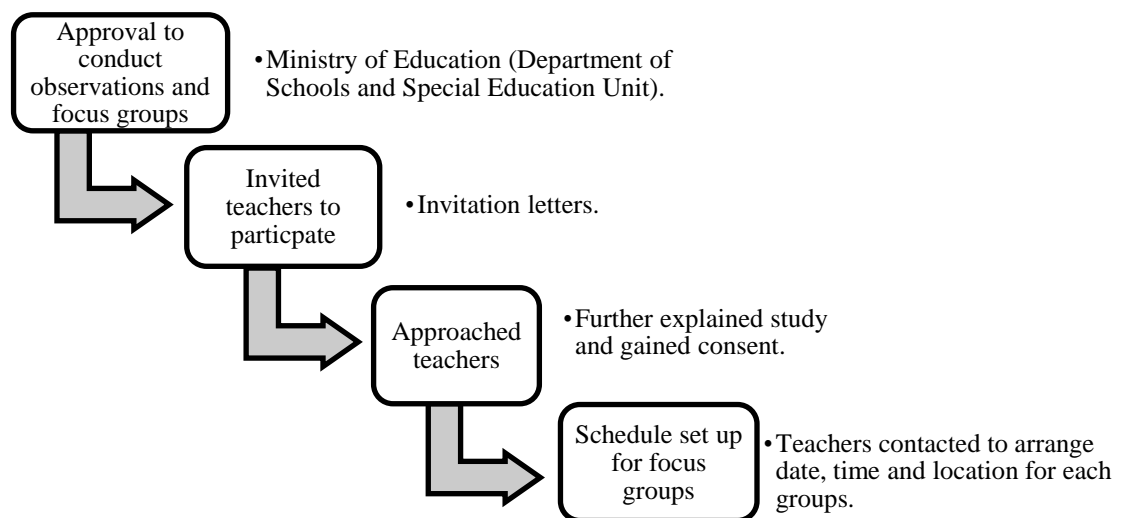 Approval to
conduct
observations and
focus groups
•Ministry of Education (Department of
Schools and Special Education Unit).
Invited
teachers to
particpate
•Invitation letters.
Approached
teachers
•Further explained study
and gained consent.
Schedule set up
for focus
groups
•Teachers contacted to arrange
date, time and location for each
groups.